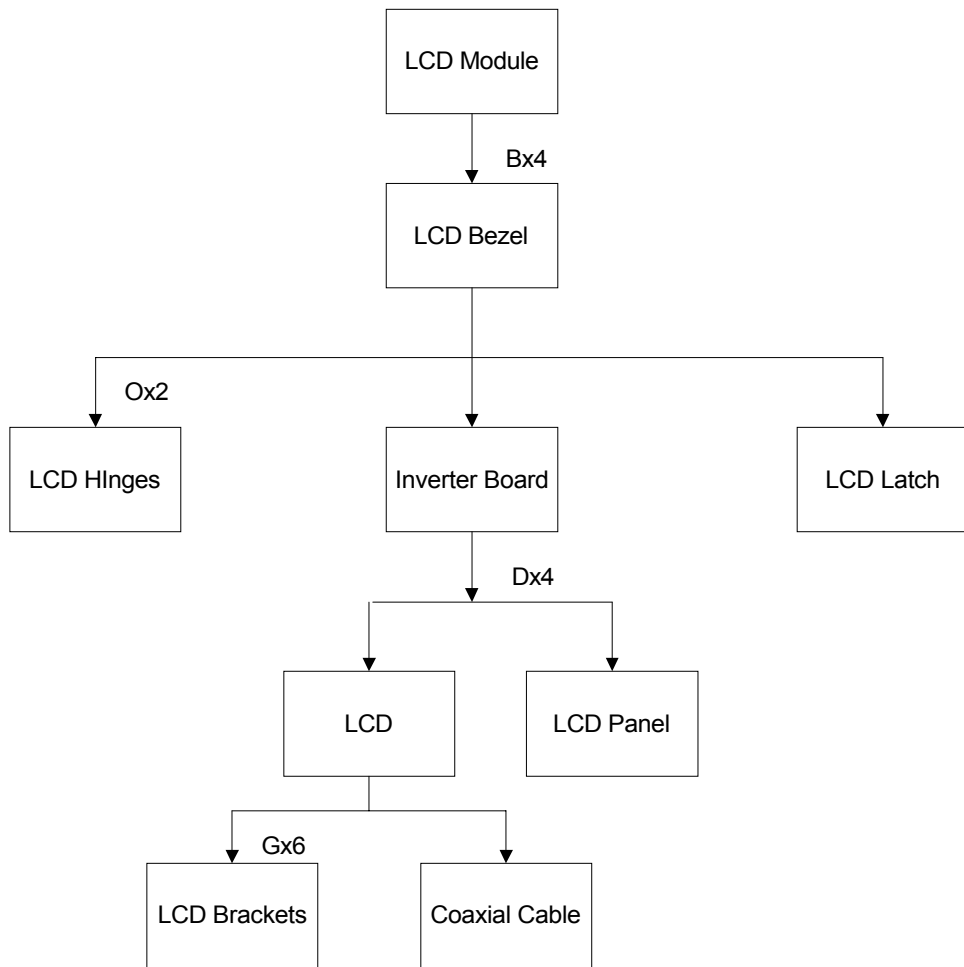 LCD Module
Bx4
LCD Bezel
Ox2
LCD HInges
Inverter Board
LCD Latch
Dx4
LCD
LCD Panel
Gx6
LCD Brackets
Coaxial Cable